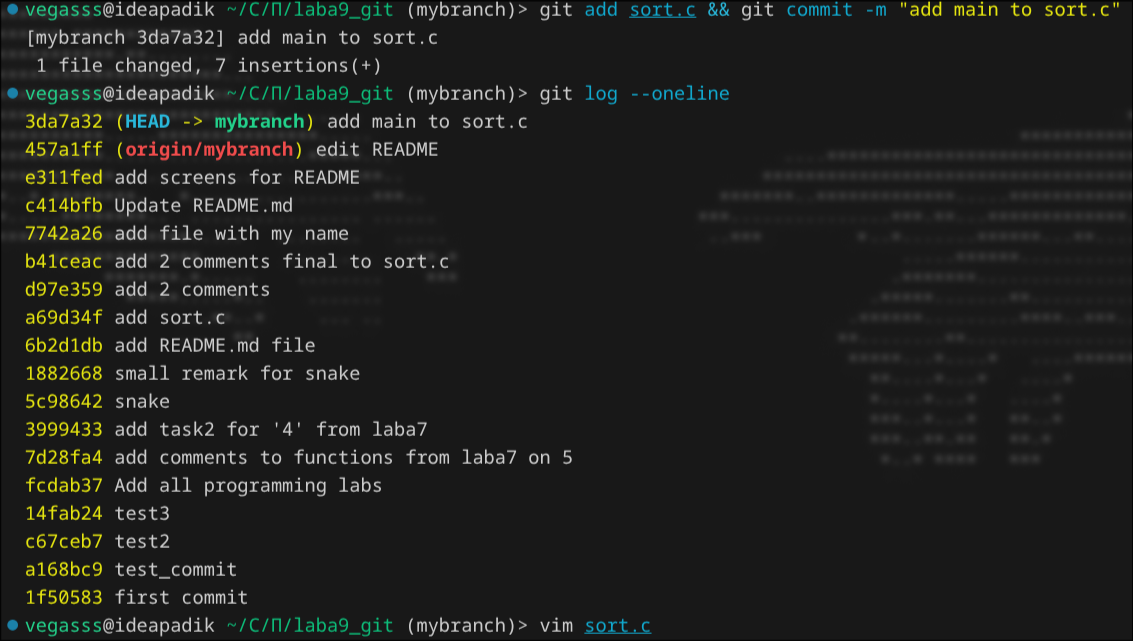 vegasss@ideapadik ~/С/П/laba9_git (mybranch)> git add sort.c && git commit -m "add main to sort.c"
[mybranch 3da7a32] add main to sort.c
1 file changed, 7 insertions(+)
vegasss@ideapadik ~/С/П/laba9_git (mybranch)> git log --oneline
3da7a32 (HEAD -> mybranch) add main to sort.c
457a1ff (origin/mybranch) edit README
e311fed add screens for README
c414bfb Update README.md
7742a26 add file with my name
b41ceac add 2 comments final to sort.c
d97e359 add 2 comments
a69d34f add sort.c
6b2d1db add README.md file
1882668 small remark for snake
5c98642 snake
3999433 add task2 for '4' from laba7
7d28fa4 add comments to functions from laba7 on 5
fcdab37 Add all programming labs
14fab24 test3
c67ceb7 test2
a168bc9 test_commit
1f50583 first commit
vegasss@ideapadik ~/С/П/laba9_git (mybranch)> vim sort.c